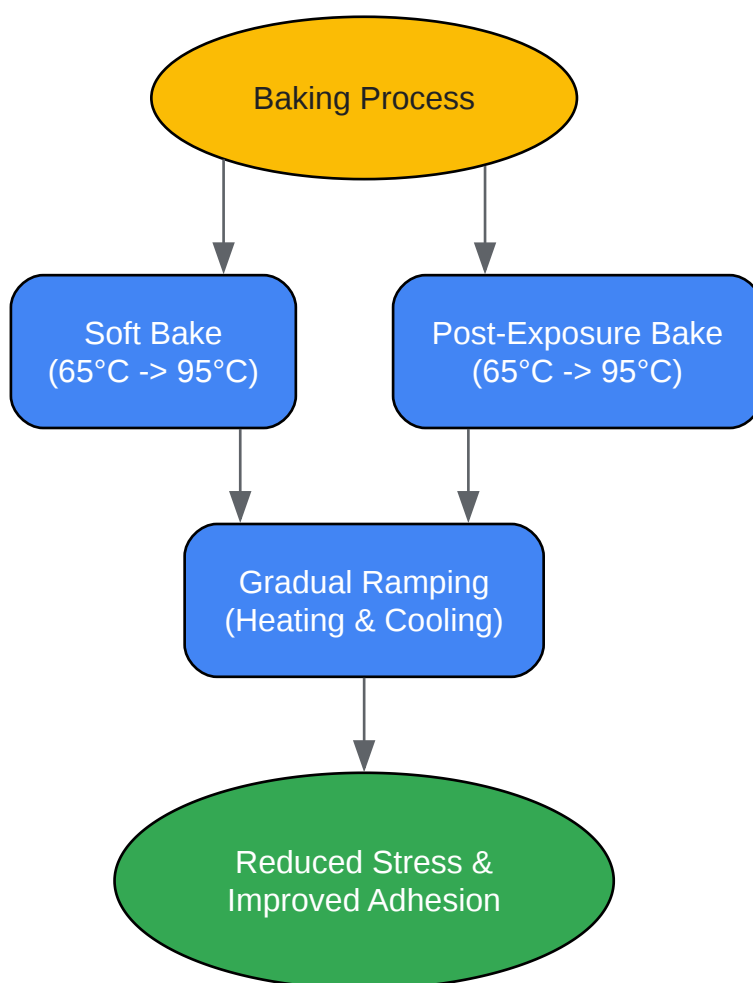 Baking Process
Soft Bake
(65°C -> 95°C)
Post-Exposure Bake
(65°C -> 95°C)
Gradual Ramping
(Heating & Cooling)
Reduced Stress &
Improved Adhesion